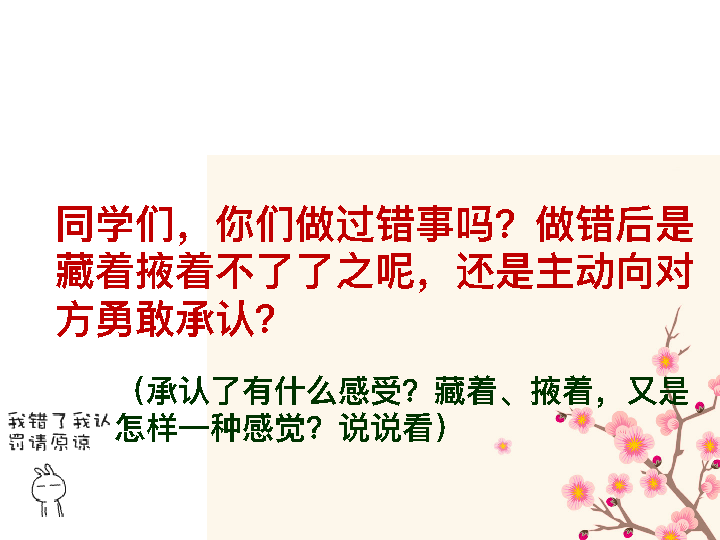 同学们，你们做过错事吗？做错后是
藏着掖着不了了之呢，还是主动向对
方勇敢承认？
（承认了有什么感受？藏着、掖着，又是
怎样一种感觉？说说看）
我错了我认
罚请原谅